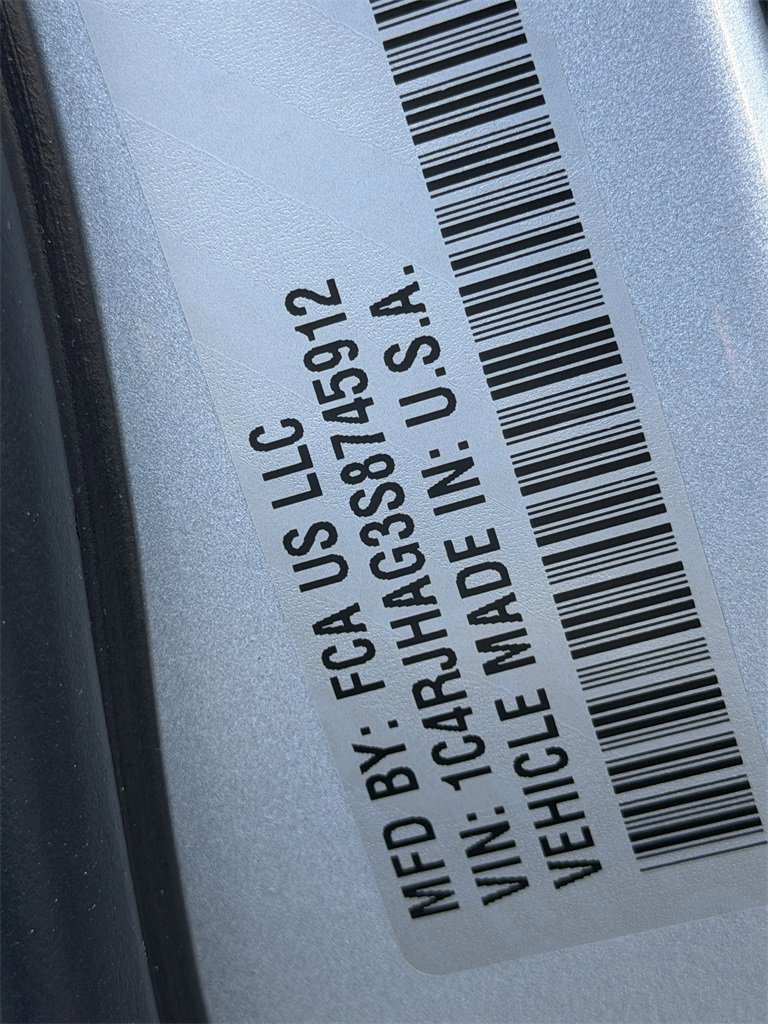 MFD BY: FCA US LLC
VIN: 1C4RJHAG3S8745912
VEHICLE MADE IN: U.S.A.